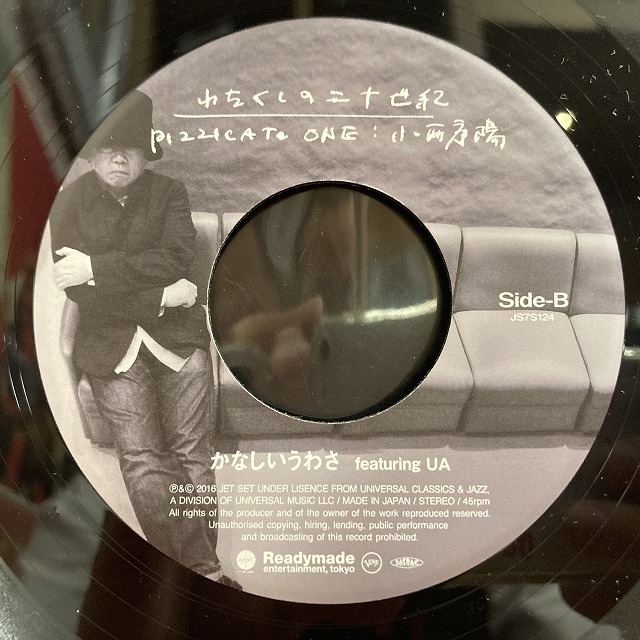 わたくしの二十世紀
PIZZICATO ONE : 小西康陽
Side-B
JS7S124
かなしいうわさ featuring UA
℗&© 2016 JET SET UNDER LISENCE FROM UNIVERSAL CLASSICS & JAZZ,
A DIVISION OF UNIVERSAL MUSIC LLC / MADE IN JAPAN / STEREO / 45rpm
All rights of the producer and of the owner of the work reproduced reserved.
Unauthorised copying, hiring, lending, public performance
and broadcasting of this record prohibited.
Readymade
entertainment, tokyo
VERVE
JASRAC